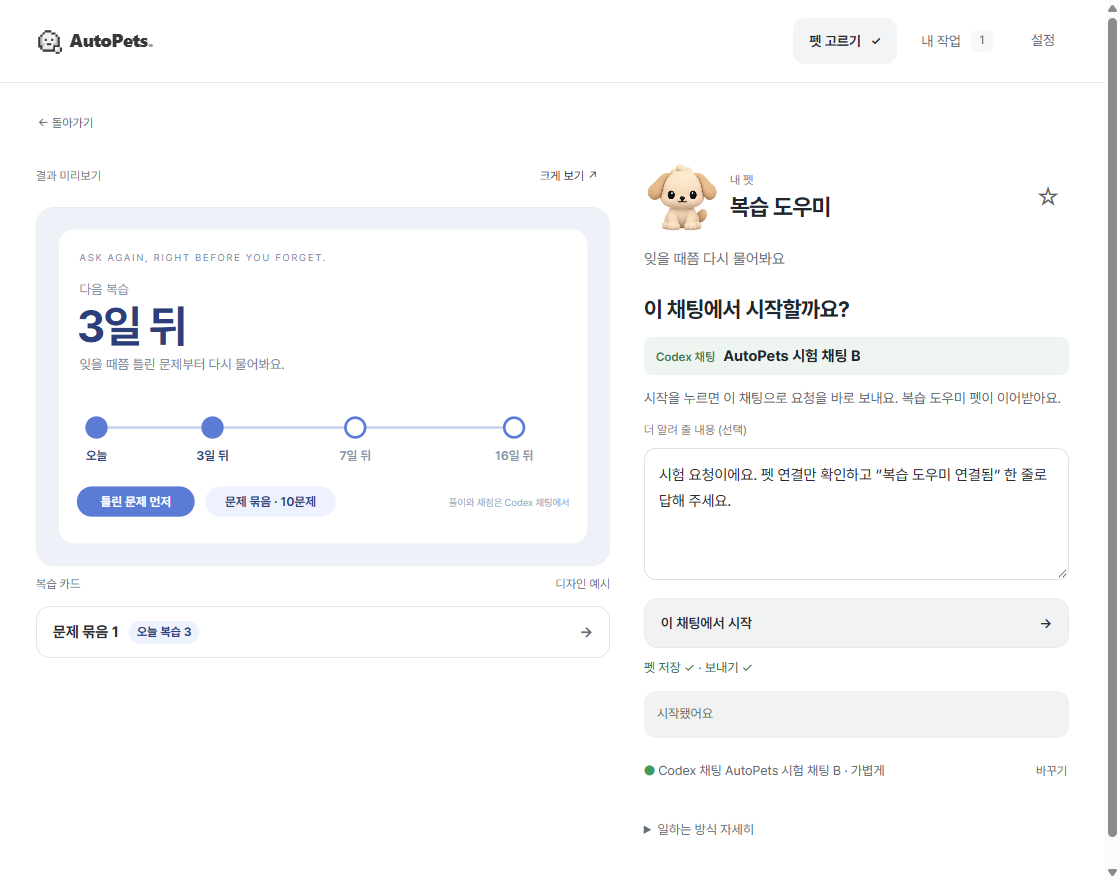 AutoPets.
펫 고르기 ✓
내 작업 1
설정
← 돌아가기
결과 미리보기
크게 보기 ↗
ASK AGAIN, RIGHT BEFORE YOU FORGET.
다음 복습
3일 뒤
잊을 때쯤 틀린 문제부터 다시 물어봐요.
오늘
3일 뒤
7일 뒤
16일 뒤
틀린 문제 먼저
문제 묶음 · 10문제
풀이와 채점은 Codex 채팅에서
복습 카드
디자인 예시
문제 묶음 1 오늘 복습 3 →
내 펫
복습 도우미
☆
잊을 때쯤 다시 물어봐요
이 채팅에서 시작할까요?
Codex 채팅 AutoPets 시험 채팅 B
시작을 누르면 이 채팅으로 요청을 바로 보내요. 복습 도우미 펫이 이어받아요.
더 알려 줄 내용 (선택)
시험 요청이에요. 펫 연결만 확인하고 “복습 도우미 연결됨” 한 줄로
답해 주세요.
이 채팅에서 시작 →
펫 저장 ✓ · 보내기 ✓
시작됐어요
Codex 채팅 AutoPets 시험 채팅 B · 가볍게
바꾸기
▶ 일하는 방식 자세히